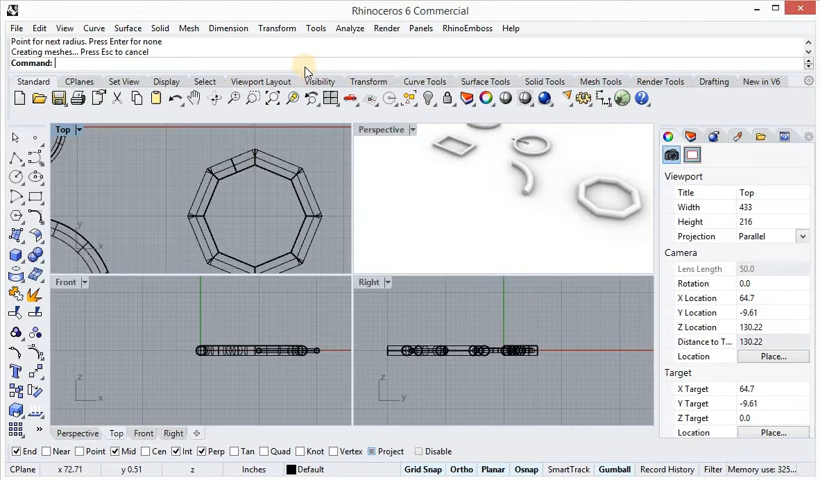 Rhinoceros 6 Commercial
File Edit View Curve Surface Solid Mesh Dimension Transform Tools Analyze Render Panels RhinoEmboss Help
Point for next radius. Press Enter for none
Creating meshes... Press Esc to cancel
Command:
Standard CPlanes Set View Display Select Viewport Layout Visibility Transform Curve Tools Surface Tools Solid Tools Mesh Tools Render Tools Drafting New in V6
Top
Perspective
Viewport
Title Top
Width 433
Height 216
Projection Parallel
Camera
Lens Length 50.0
Rotation 0.0
X Location 64.7
Y Location -9.61
Z Location 130.22
Distance to T... 130.22
Location Place...
Target
X Target 64.7
Y Target -9.61
Z Target 0.0
Location Place...
y
x
Front
Right
z
x
z
y
Perspective Top Front Right
End Near Point Mid Cen Int Perp Tan Quad Knot Vertex Project Disable
CPlane x 72.71 y 0.51 z Inches Default Grid Snap Ortho Planar Osnap SmartTrack Gumball Record History Filter Memory use: 325...